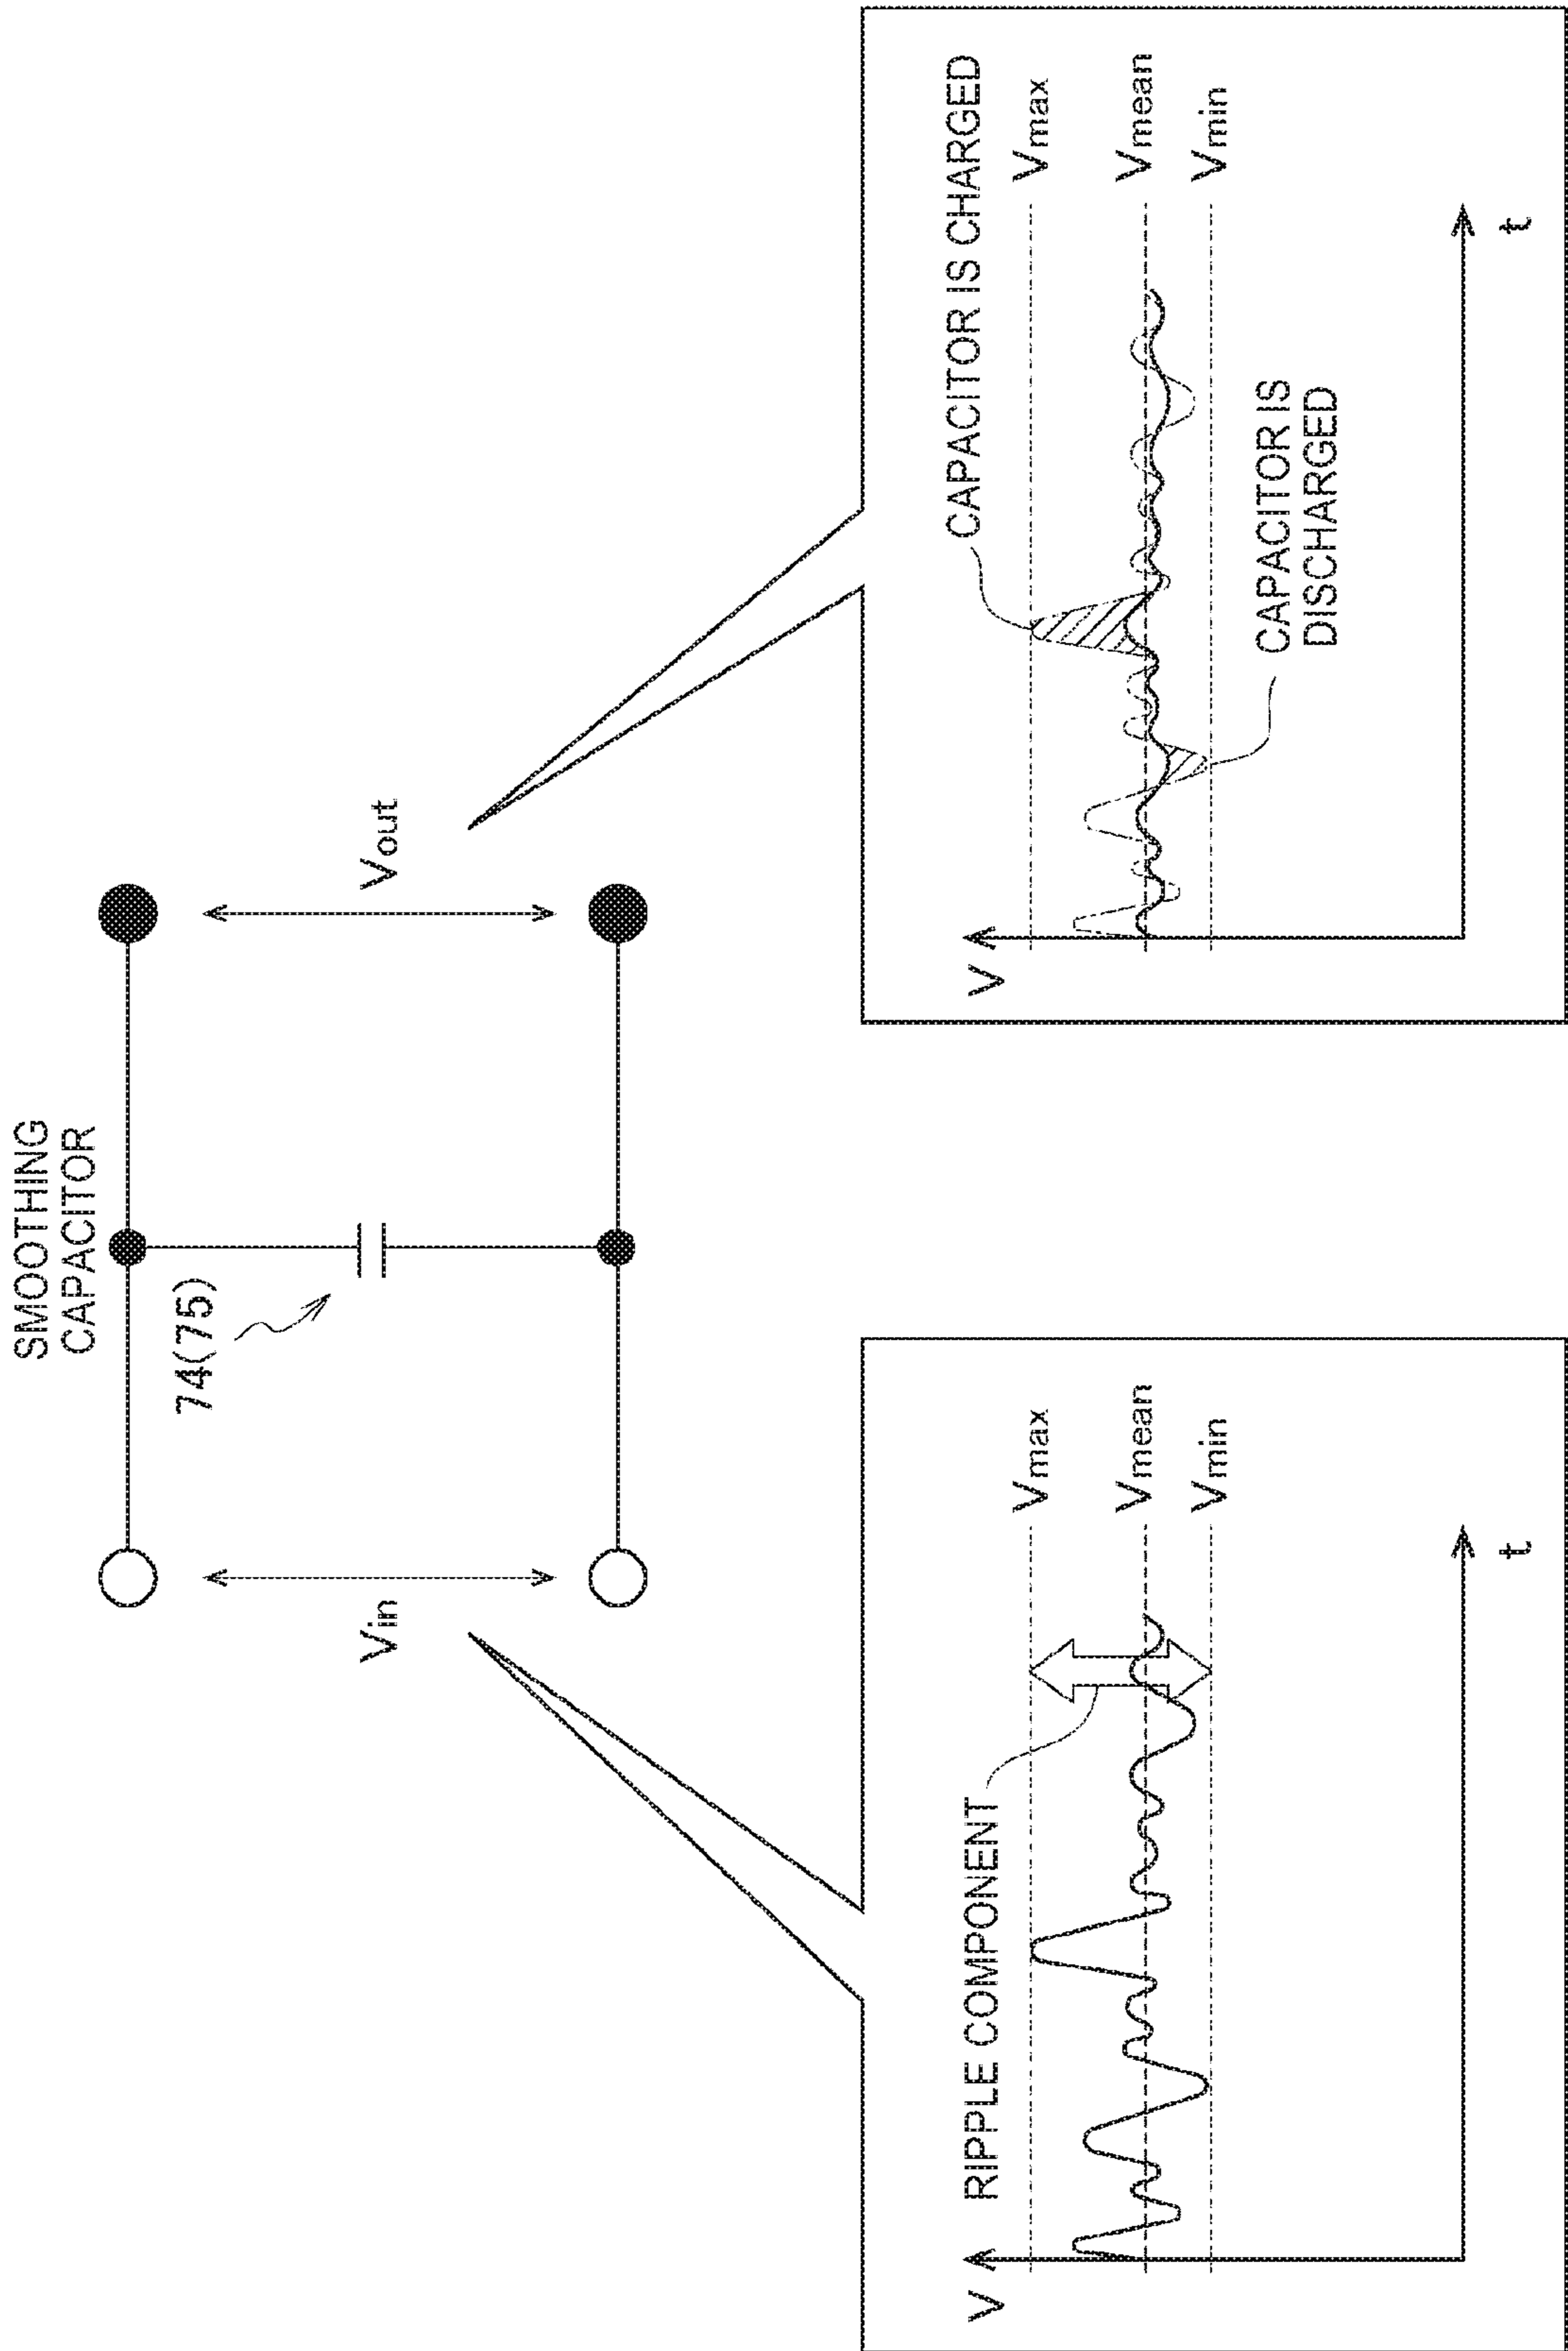 SMOOTHING
CAPACITOR
74(75)
Vin
Vout
V
RIPPLE COMPONENT
Vmax
Vmean
Vmin
t
V
CAPACITOR IS CHARGED
Vmax
Vmean
Vmin
CAPACITOR IS
DISCHARGED
t